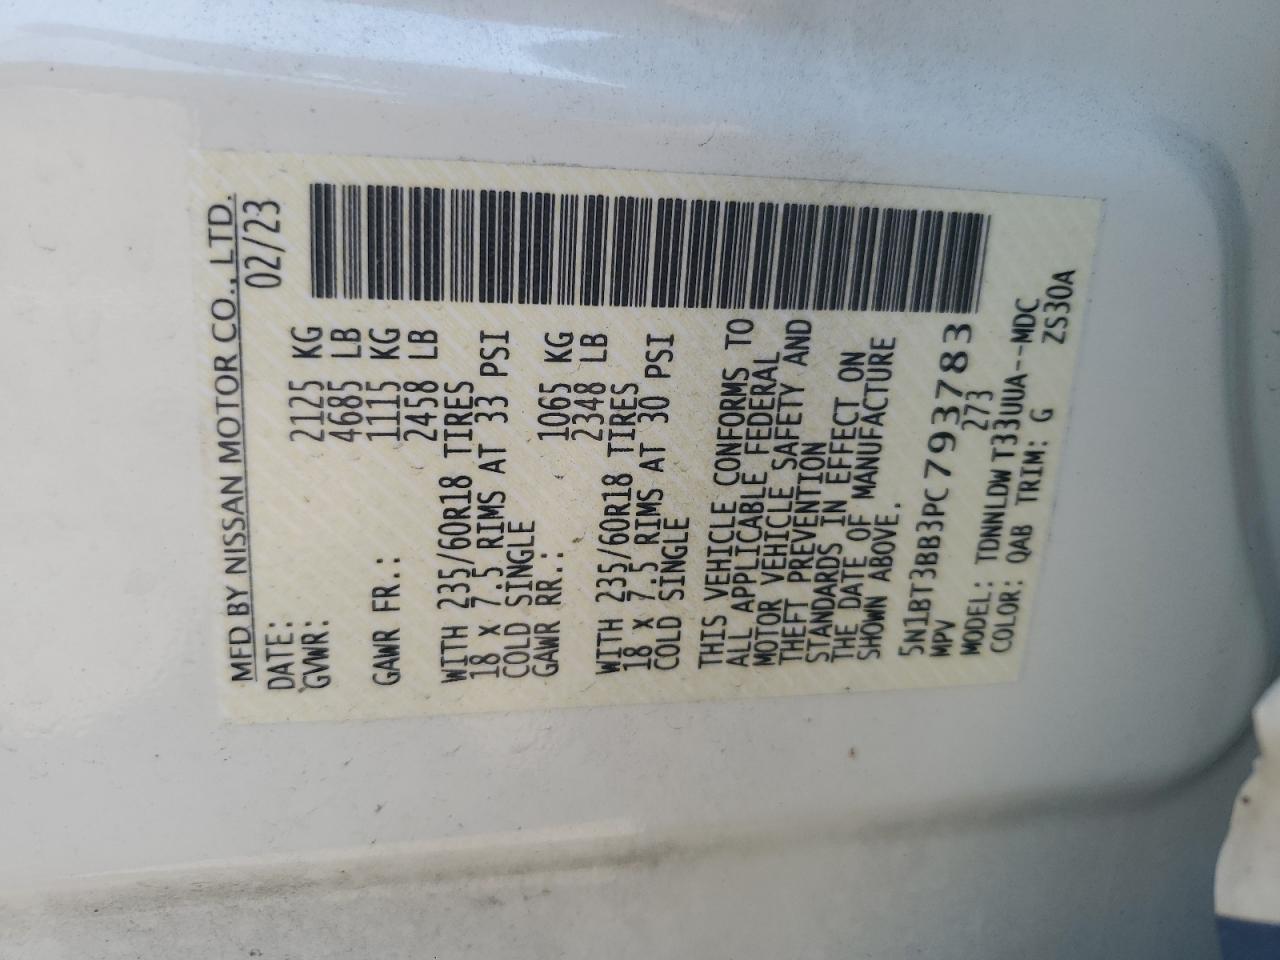 MFD BY NISSAN MOTOR CO., LTD.
DATE: 02/23
GVWR: 2125 KG
4685 LB
GAWR FR.: 1115 KG
2458 LB
WITH 235/60R18 TIRES
18 X 7.5 RIMS AT 33 PSI
COLD SINGLE
GAWR RR.: 1065 KG
2348 LB
WITH 235/60R18 TIRES
18 X 7.5 RIMS AT 30 PSI
COLD SINGLE
THIS VEHICLE CONFORMS TO
ALL APPLICABLE FEDERAL
MOTOR VEHICLE SAFETY AND
THEFT PREVENTION
STANDARDS IN EFFECT ON
THE DATE OF MANUFACTURE
SHOWN ABOVE.
5N1BT3BB3PC793783
MPV 273
MODEL: TDNNLDW T33UUA--MDC
COLOR: QAB TRIM: G ZS30A